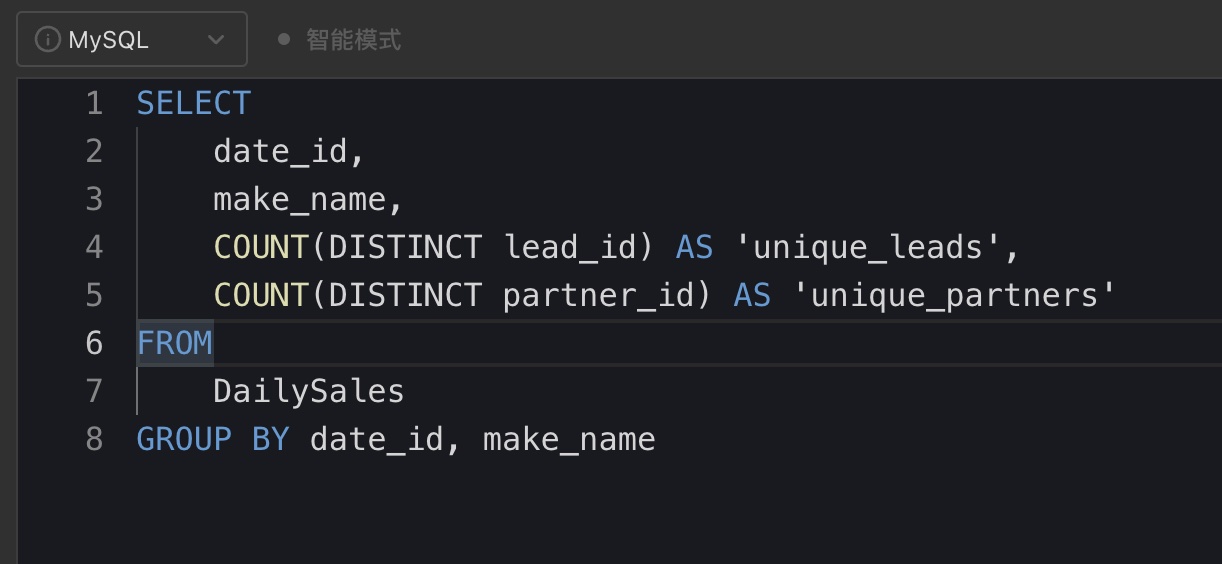 MySQL 智能模式
1 SELECT
2     date_id,
3     make_name,
4     COUNT(DISTINCT lead_id) AS 'unique_leads',
5     COUNT(DISTINCT partner_id) AS 'unique_partners'
6 FROM
7     DailySales
8 GROUP BY date_id, make_name